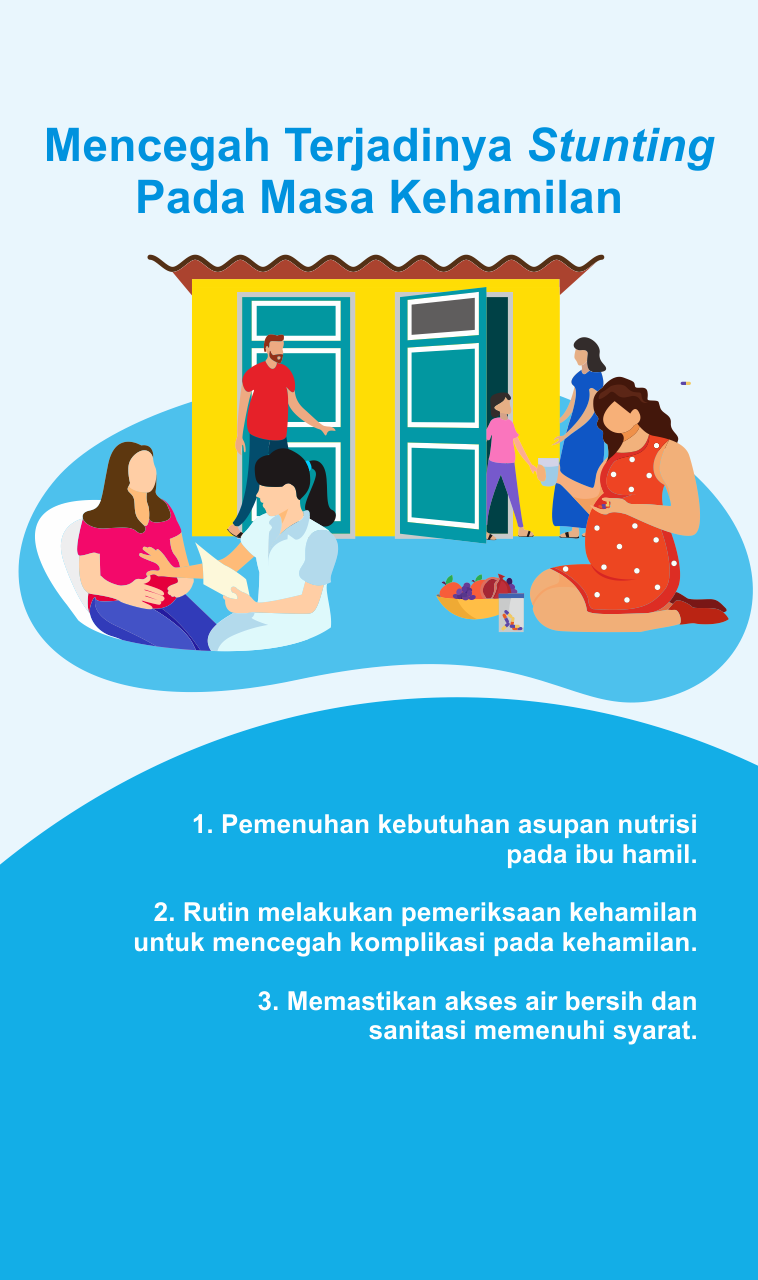 Mencegah Terjadinya Stunting
Pada Masa Kehamilan
1. Pemenuhan kebutuhan asupan nutrisi
pada ibu hamil.
2. Rutin melakukan pemeriksaan kehamilan
untuk mencegah komplikasi pada kehamilan.
3. Memastikan akses air bersih dan
sanitasi memenuhi syarat.